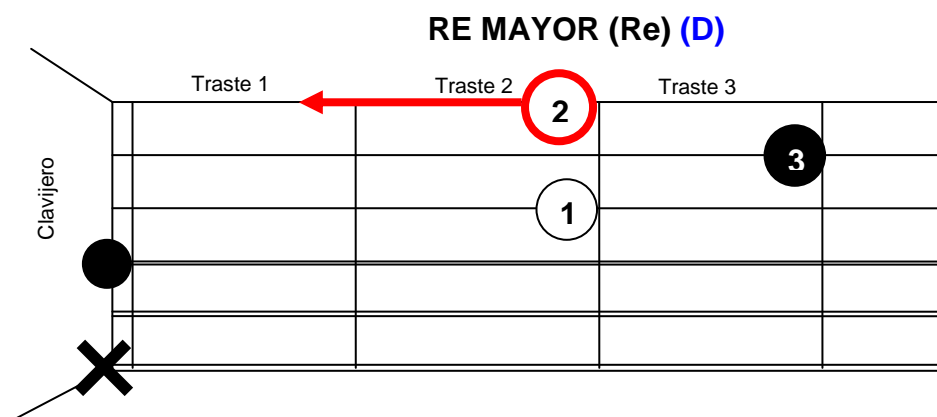 RE MAYOR (Re) (D)
Traste 1 Traste 2 Traste 3
2
3
1
Clavijero